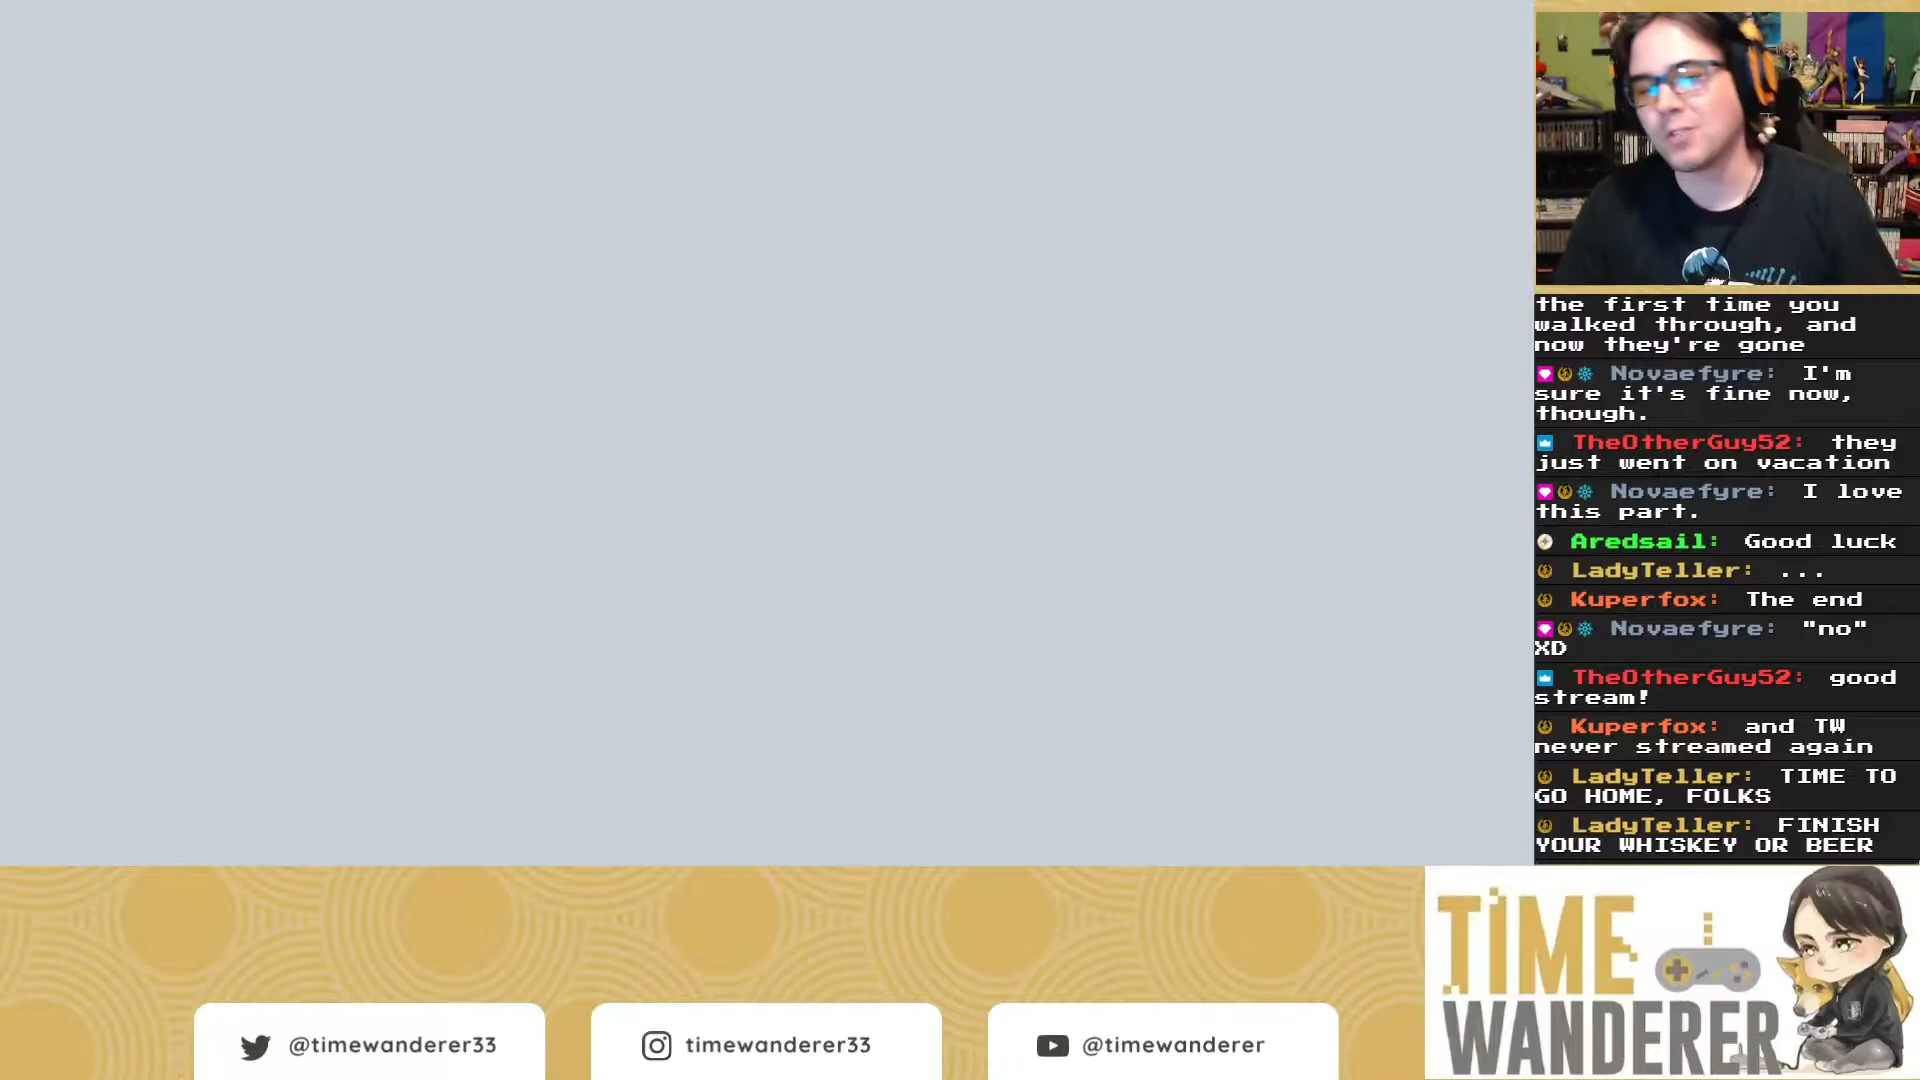 the first time you
walked through, and
now they're gone
Novaefyre: I'm
sure it's fine now,
though.
TheOtherGuy52: they
just went on vacation
Novaefyre: I love
this part.
Aredsail: Good luck
LadyTeller: ...
Kuperfox: The end
Novaefyre: "no"
XD
TheOtherGuy52: good
stream!
Kuperfox: and TW
never streamed again
LadyTeller: TIME TO
GO HOME, FOLKS
LadyTeller: FINISH
YOUR WHISKEY OR BEER
TIME
WANDERER
@timewanderer33
timewanderer33
@timewanderer